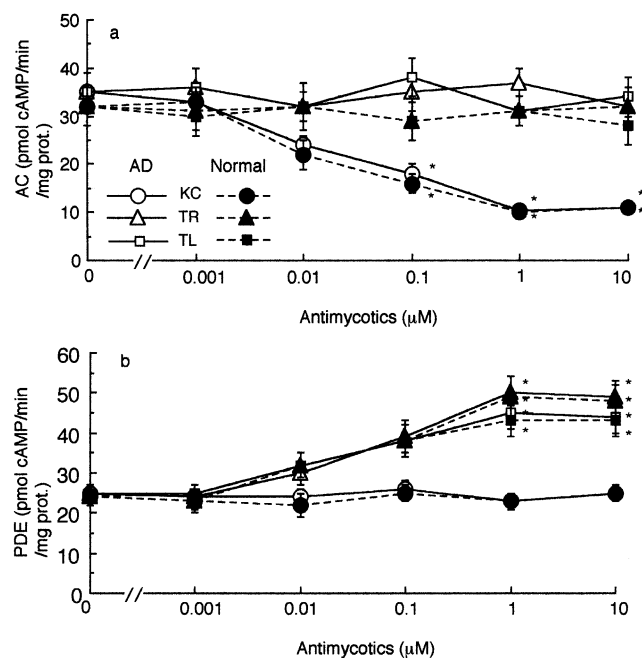 a
AC (pmol cAMP/min
/mg prot.)
50
40
30
20
10
0
AD Normal
KC
TR
TL
* * * * * *
0 // 0.001 0.01 0.1 1 10
Antimycotics (μM)
b
PDE (pmol cAMP/min
/mg prot.)
60
50
40
30
20
10
0
* * * * * * * *
0 // 0.001 0.01 0.1 1 10
Antimycotics (μM)